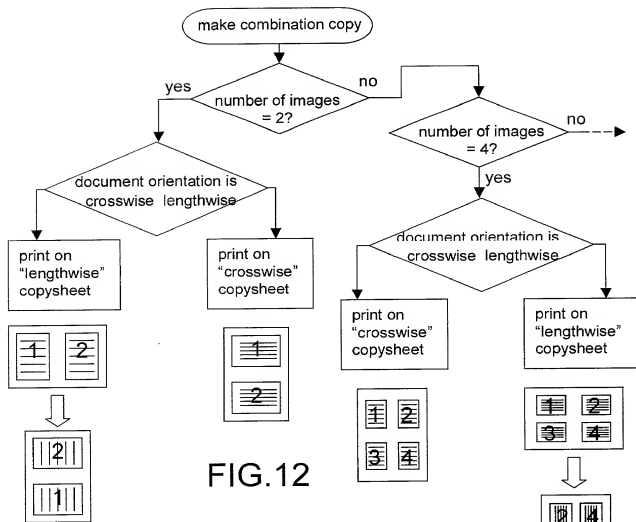 make combination copy
yes
no
number of images
= 2?
number of images
= 4?
no
yes
document orientation is
crosswise lengthwise
document orientation is
crosswise lengthwise
print on
“lengthwise”
copysheet
print on
“crosswise”
copysheet
print on
“crosswise”
copysheet
print on
“lengthwise”
copysheet
1 2
1
2
1 2
3 4
1 2
3 4
2
1
FIG.12
2 4